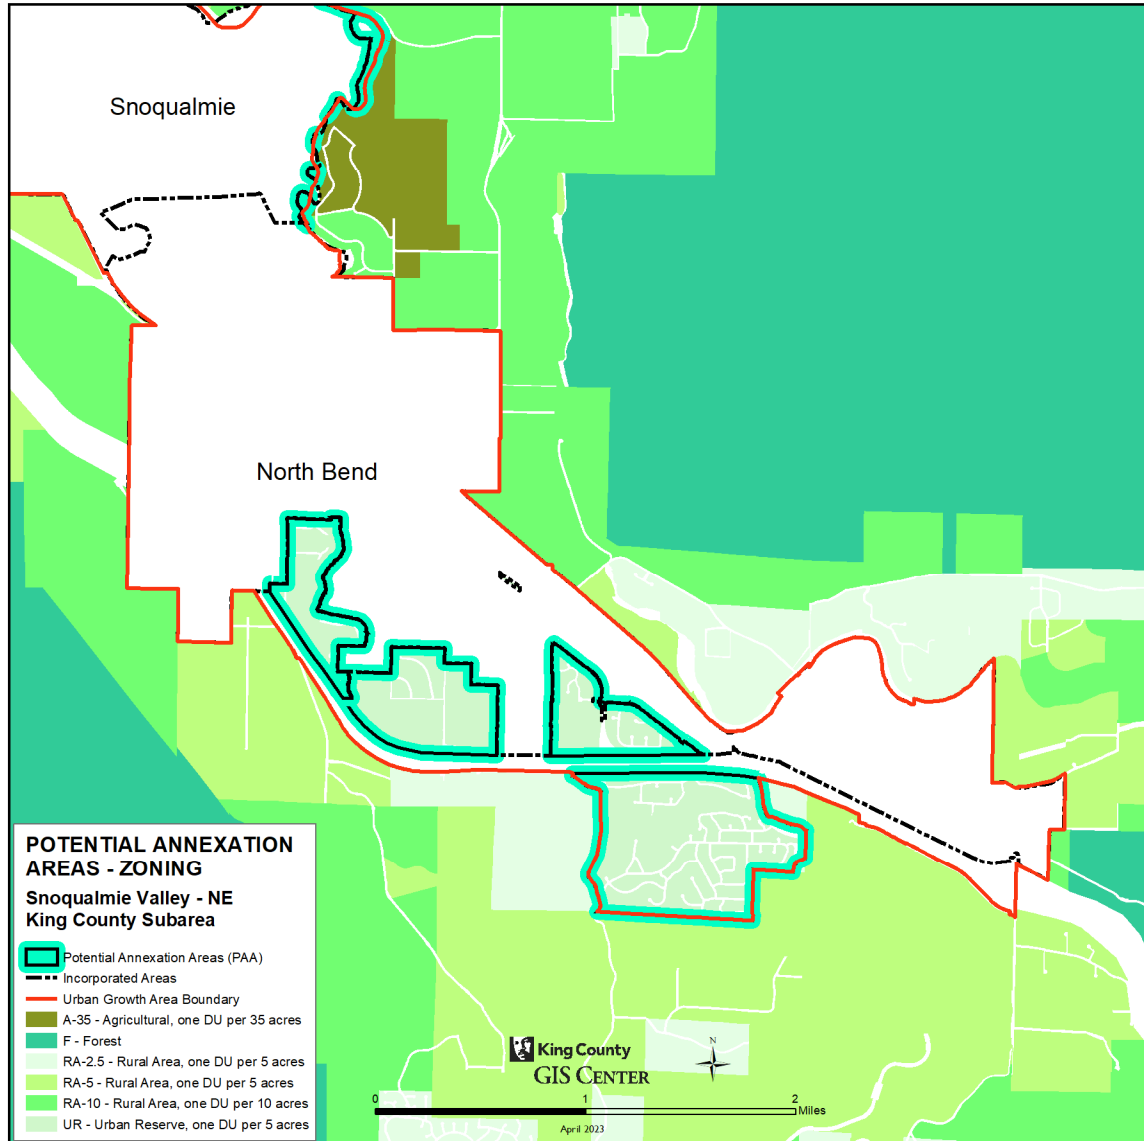 Snoqualmie
North Bend
POTENTIAL ANNEXATION
AREAS - ZONING
Snoqualmie Valley - NE
King County Subarea
Potential Annexation Areas (PAA)
Incorporated Areas
Urban Growth Area Boundary
A-35 - Agricultural, one DU per 35 acres
F - Forest
RA-2.5 - Rural Area, one DU per 5 acres
RA-5 - Rural Area, one DU per 5 acres
RA-10 - Rural Area, one DU per 10 acres
UR - Urban Reserve, one DU per 5 acres
King County
GIS CENTER
N
0 1 2
Miles
April 2023